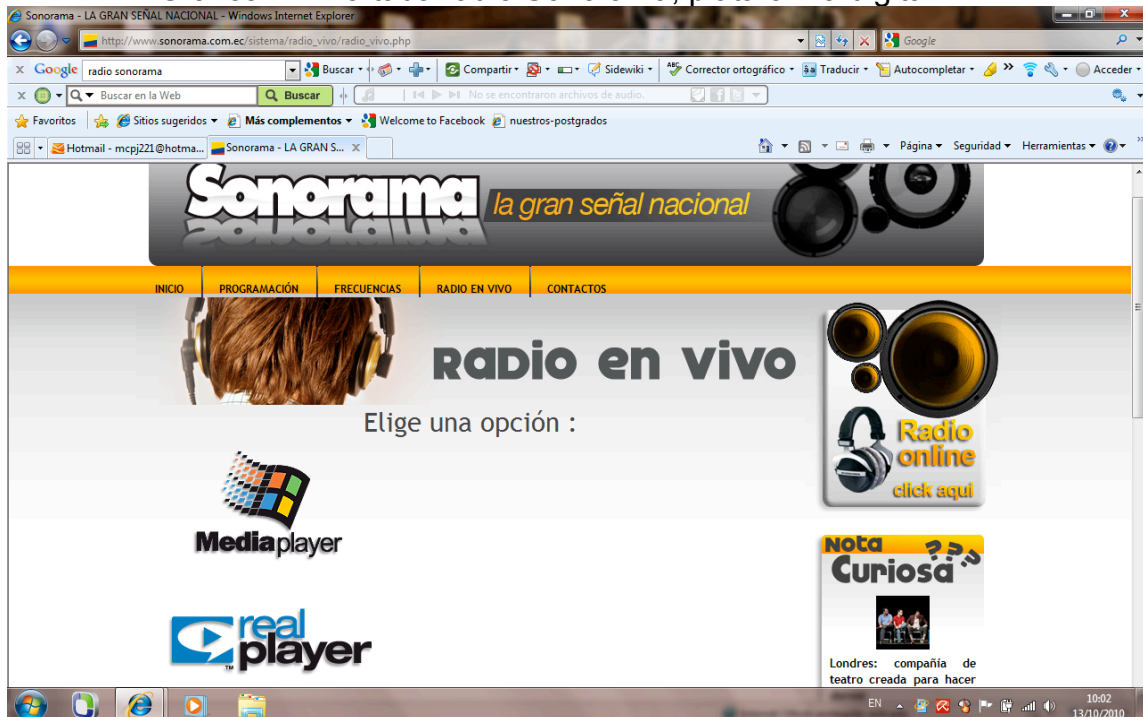 Sonorama - LA GRAN SEÑAL NACIONAL - Windows Internet Explorer
http://www.sonorama.com.ec/sistema/radio_vivo/radio_vivo.php
Google
x Google radio sonorama Buscar Compartir Sidewiki ABC Corrector ortográfico Traducir Autocompletar Acceder
x Buscar en la Web Buscar No se encontraron archivos de audio.
Favoritos Sitios sugeridos Más complementos Welcome to Facebook nuestros-postgrados
Hotmail - mcpj221@hotma... Sonorama - LA GRAN S... x Página Seguridad Herramientas
Sonorama la gran señal nacional
INICIO PROGRAMACIÓN FRECUENCIAS RADIO EN VIVO CONTACTOS
Radio en vivo
Elige una opción :
Mediaplayer
real player TM
Radio online
click aqui
Nota Curiosa ???
Londres: compañía de
teatro creada para hacer
EN 10:02
13/10/2010